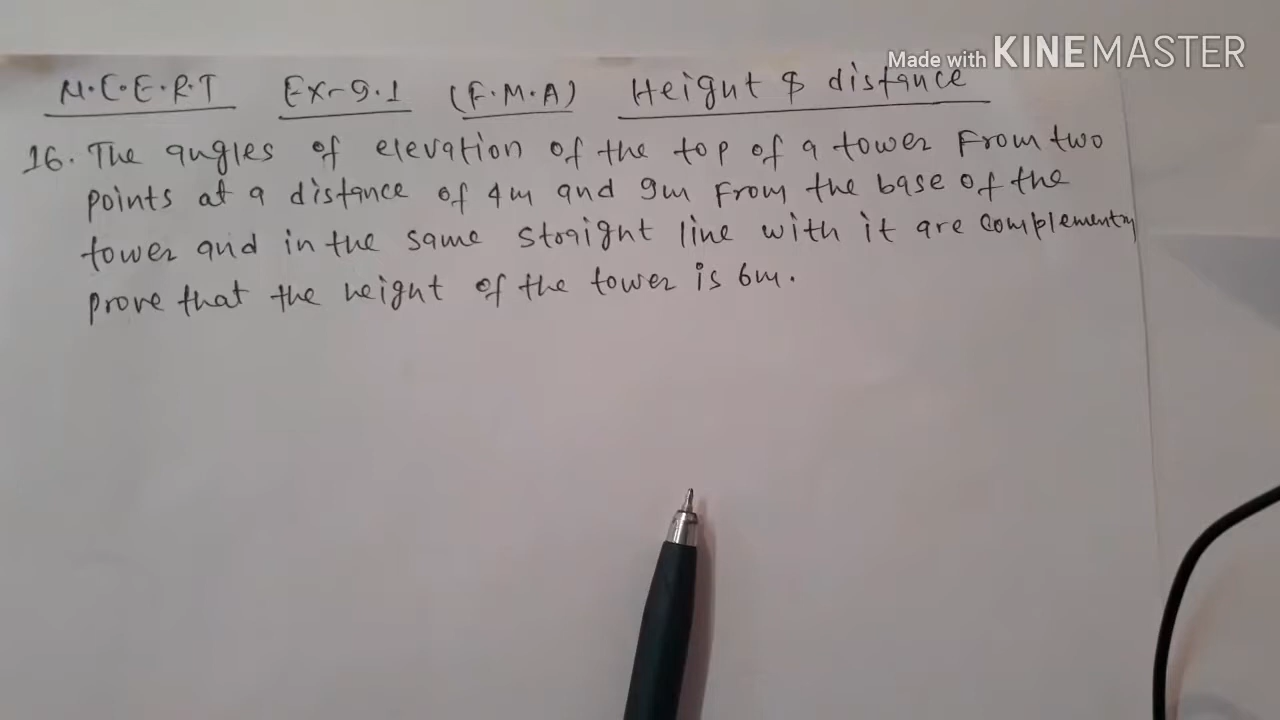 Made with KINEMASTER
N.C.E.R.T Ex-9.1 (F.M.A) Height & distance
16. The angles of elevation of the top of a tower From two
points at a distance of 4m and 9m From the base of the
tower and in the same straight line with it are complementry
prove that the height of the tower is 6m.